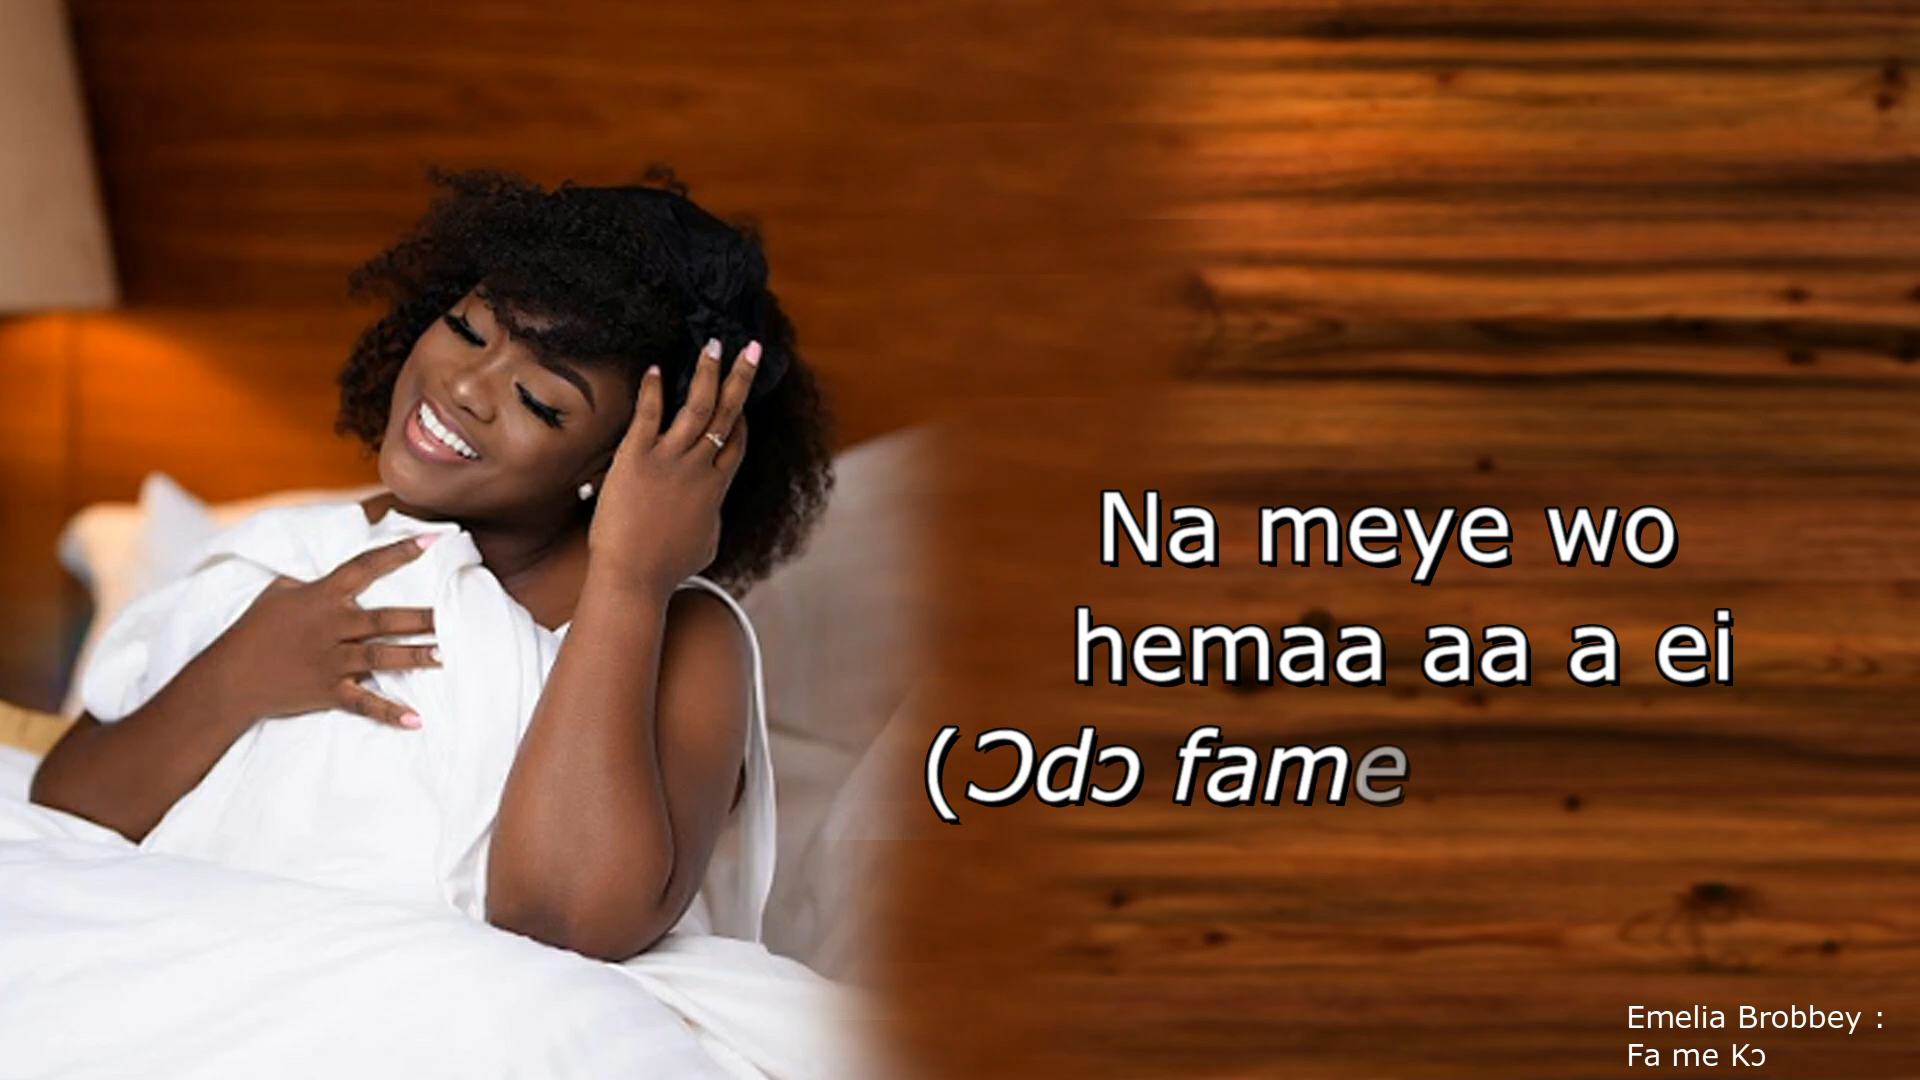 Na meye wo
hemaa aa a ei
(Ɔdɔ fame
Emelia Brobbey :
Fa me Kɔ